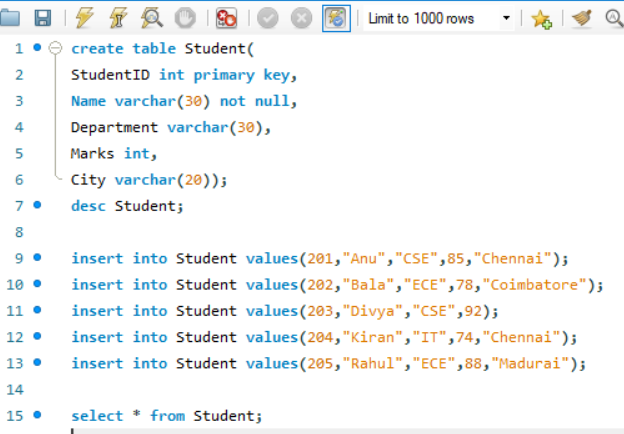 Limit to 1000 rows
1 create table Student(
2 StudentID int primary key,
3 Name varchar(30) not null,
4 Department varchar(30),
5 Marks int,
6 City varchar(20));
7 desc Student;
8
9 insert into Student values(201,"Anu","CSE",85,"Chennai");
10 insert into Student values(202,"Bala","ECE",78,"Coimbatore");
11 insert into Student values(203,"Divya","CSE",92);
12 insert into Student values(204,"Kiran","IT",74,"Chennai");
13 insert into Student values(205,"Rahul","ECE",88,"Madurai");
14
15 select * from Student;